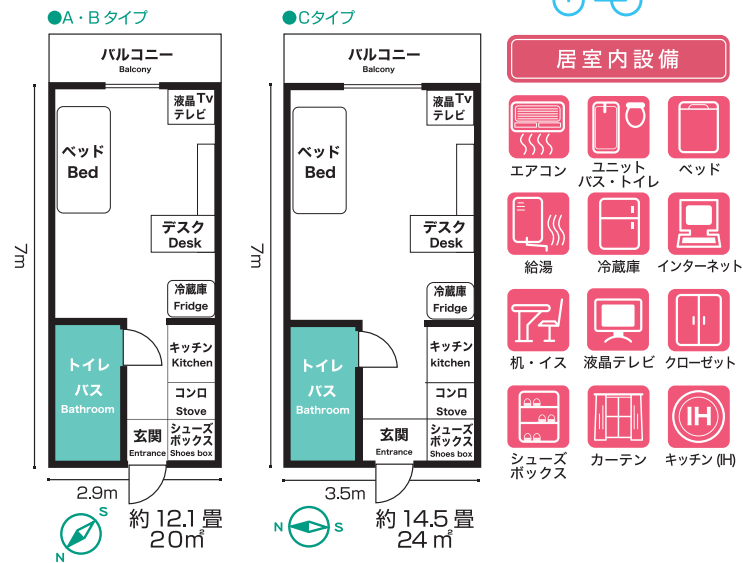 ●A・B タイプ
バルコニー
Balcony
液晶 Tv
テレビ
ベッド
Bed
デスク
Desk
7m
冷蔵庫
Fridge
トイレ
バス
Bathroom
キッチン
Kitchen
コンロ
Stove
玄関
Entrance
シューズ
ボックス
Shoes box
2.9m
S
N
約 12.1 畳
20㎡
●Cタイプ
バルコニー
Balcony
液晶Tv
テレビ
ベッド
Bed
デスク
Desk
7m
冷蔵庫
Fridge
トイレ
バス
Bathroom
キッチン
kitchen
コンロ
Stove
玄関
Entrance
シューズ
ボックス
Shoes box
3.5m
N
S
約 14.5 畳
24 ㎡
居室内設備
エアコン
ユニット
バス・トイレ
ベッド
給湯
冷蔵庫
インターネット
机・イス
液晶テレビ
クローゼット
シューズ
ボックス
カーテン
IH
キッチン (IH)